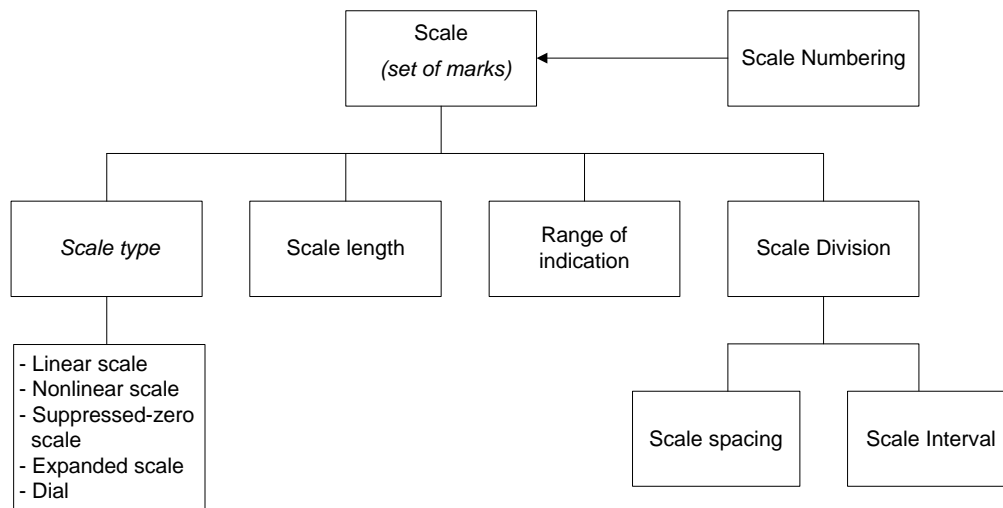 Scale
(set of marks)
Scale Numbering
Scale type
Scale length
Range of
indication
Scale Division
- Linear scale
- Nonlinear scale
- Suppressed-zero
scale
- Expanded scale
- Dial
Scale spacing
Scale Interval